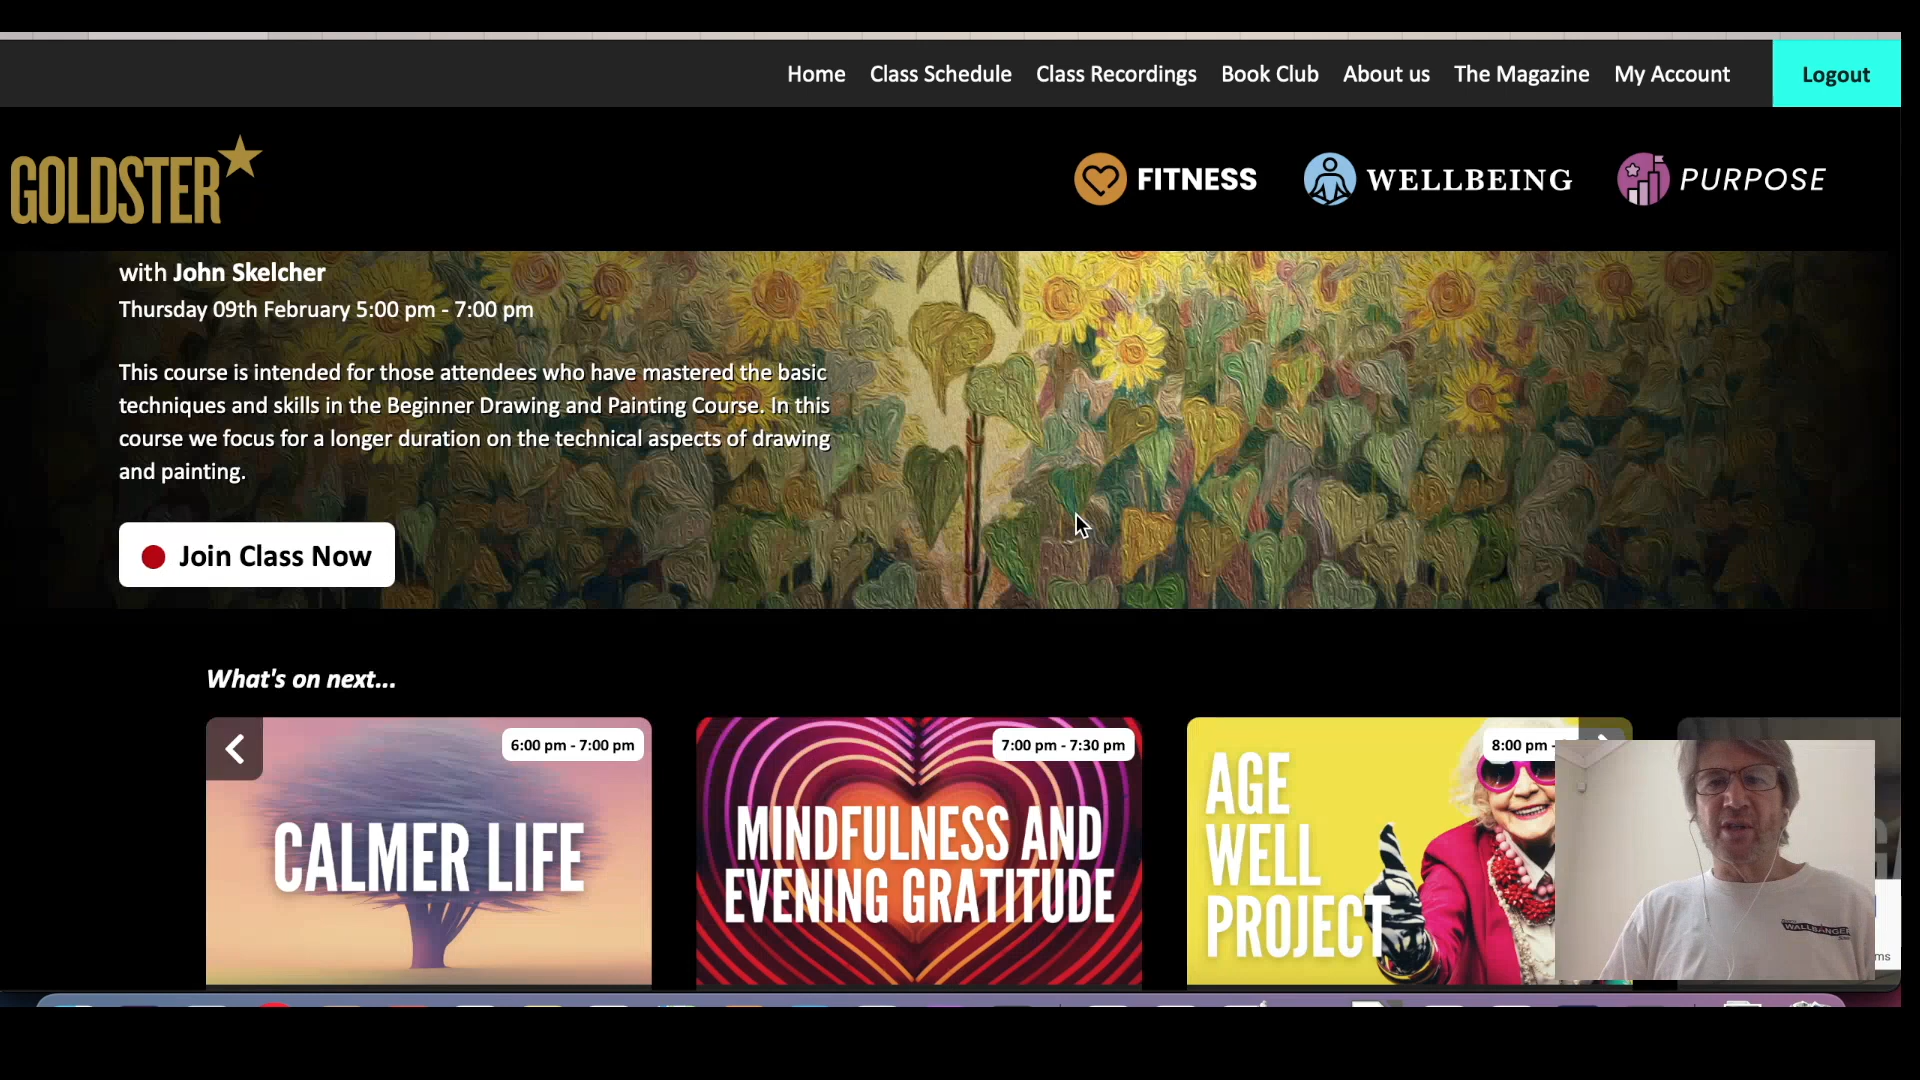 Home Class Schedule Class Recordings Book Club About us The Magazine My Account Logout
GOLDSTER
FITNESS WELLBEING PURPOSE
with John Skelcher
Thursday 09th February 5:00 pm - 7:00 pm
This course is intended for those attendees who have mastered the basic
techniques and skills in the Beginner Drawing and Painting Course. In this
course we focus for a longer duration on the technical aspects of drawing
and painting.
Join Class Now
What's on next...
6:00 pm - 7:00 pm
CALMER LIFE
7:00 pm - 7:30 pm
MINDFULNESS AND
EVENING GRATITUDE
8:00 pm -
AGE
WELL
PROJECT
WALLBANGER
ms